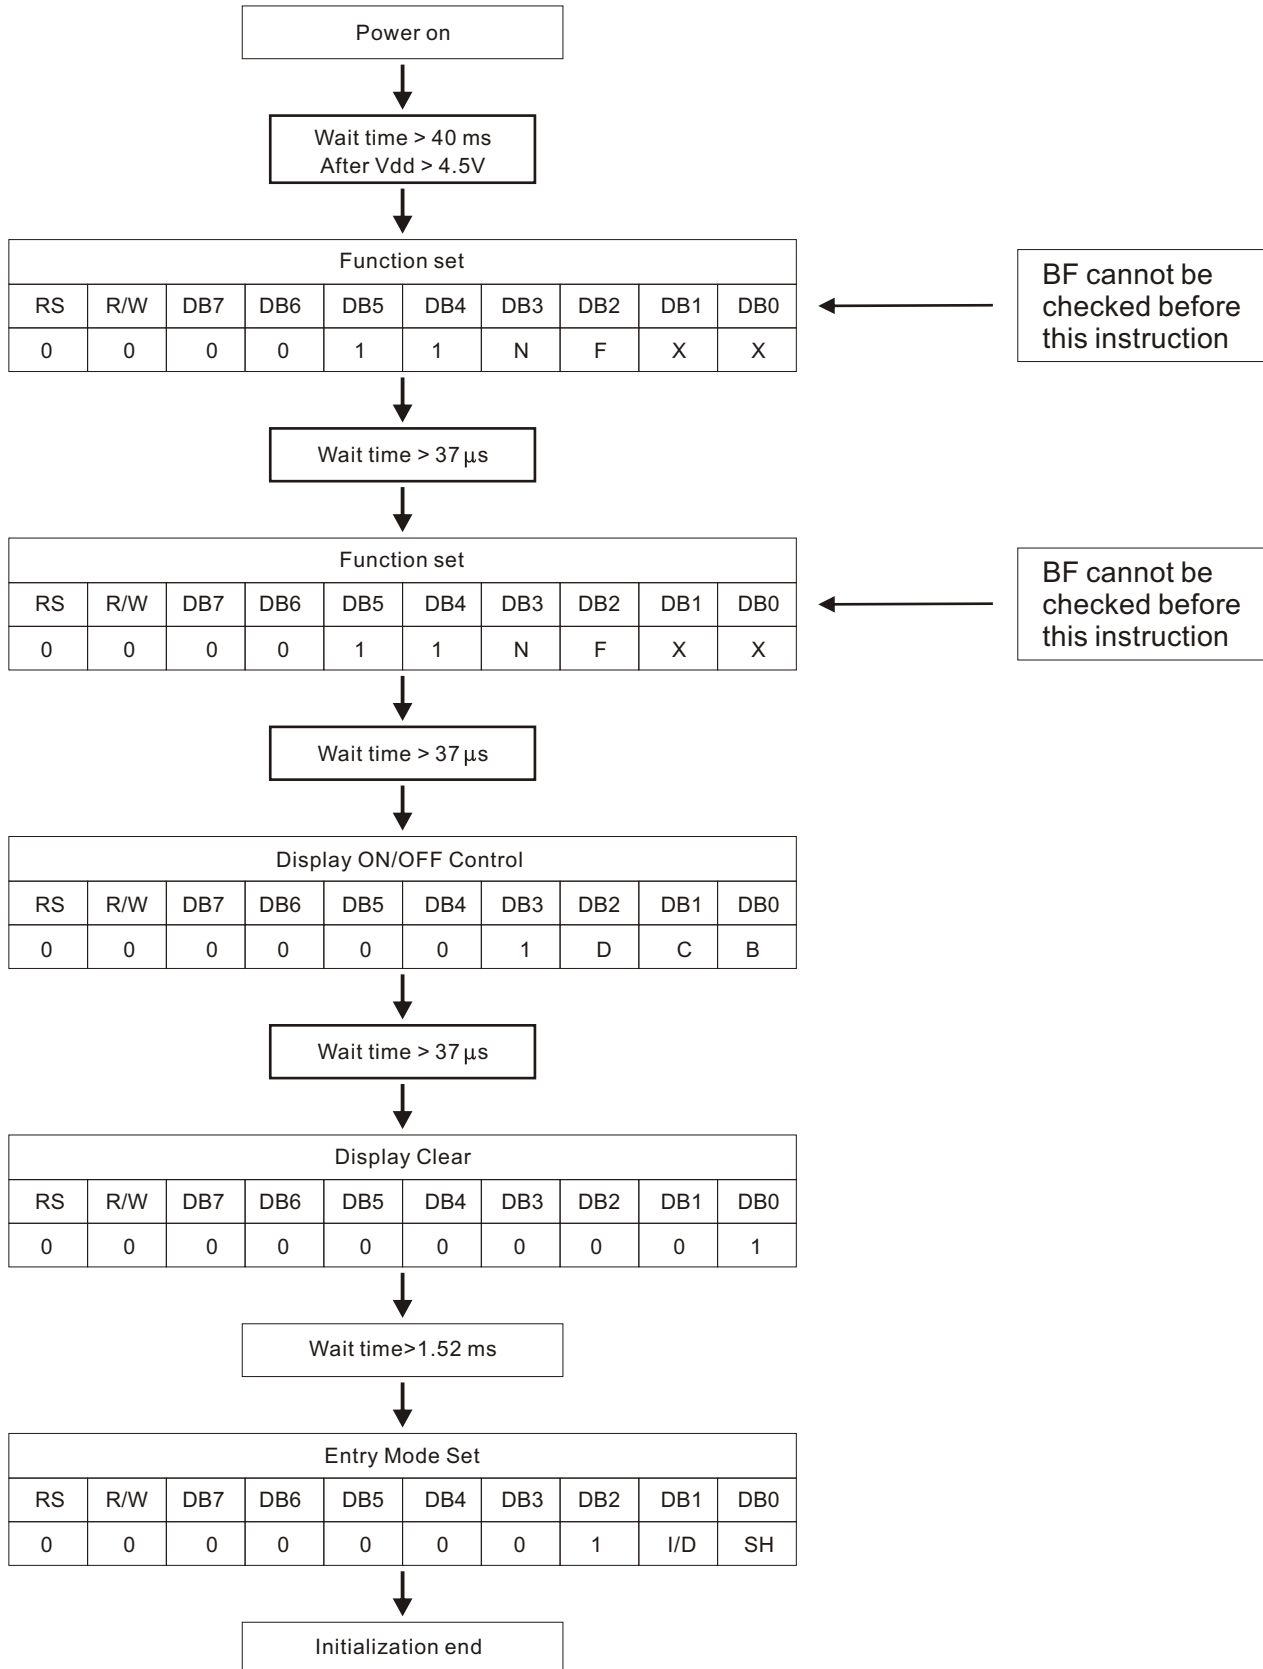 Power on
Wait time > 40 ms
After Vdd > 4.5V
Function set
RS R/W DB7 DB6 DB5 DB4 DB3 DB2 DB1 DB0
0 0 0 0 1 1 N F X X
BF cannot be
checked before
this instruction
Wait time > 37 μs
Function set
RS R/W DB7 DB6 DB5 DB4 DB3 DB2 DB1 DB0
0 0 0 0 1 1 N F X X
BF cannot be
checked before
this instruction
Wait time > 37 μs
Display ON/OFF Control
RS R/W DB7 DB6 DB5 DB4 DB3 DB2 DB1 DB0
0 0 0 0 0 0 1 D C B
Wait time > 37 μs
Display Clear
RS R/W DB7 DB6 DB5 DB4 DB3 DB2 DB1 DB0
0 0 0 0 0 0 0 0 0 1
Wait time>1.52 ms
Entry Mode Set
RS R/W DB7 DB6 DB5 DB4 DB3 DB2 DB1 DB0
0 0 0 0 0 0 0 1 I/D SH
Initialization end